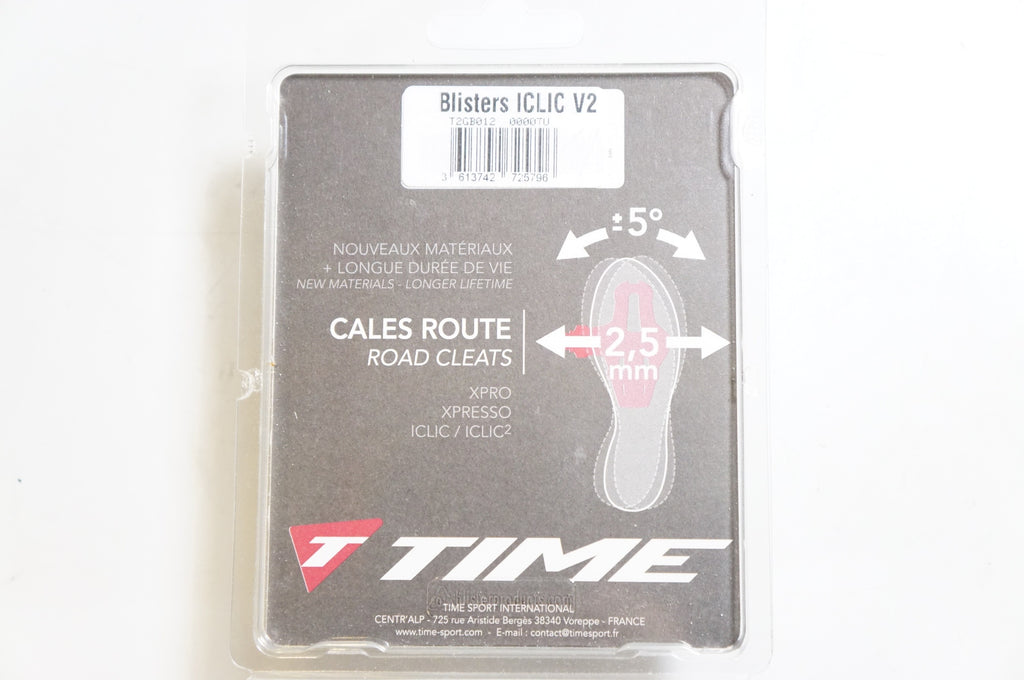 Blisters ICLIC V2
T2GB012 0000TU
3 613742 725796
±5°
NOUVEAUX MATÉRIAUX
+ LONGUE DURÉE DE VIE
NEW MATERIALS - LONGER LIFETIME
CALES ROUTE
ROAD CLEATS
2,5
mm
XPRO
XPRESSO
ICLIC / ICLIC²
T TIME
TIME SPORT INTERNATIONAL
CENTR'ALP - 725 rue Aristide Bergès 38340 Voreppe - FRANCE
www.time-sport.com - E-mail : contact@timesport.fr